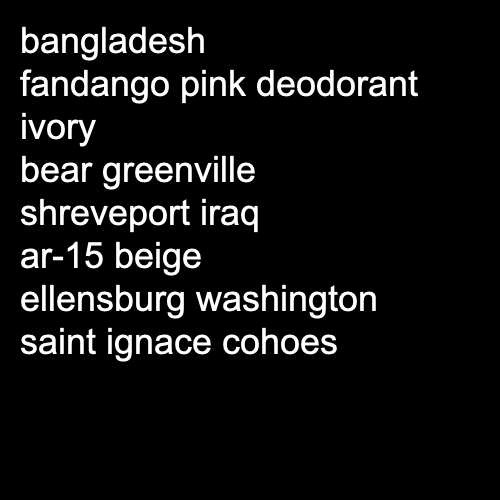 bangladesh
fandango pink deodorant
ivory
bear greenville
shreveport iraq
ar-15 beige
ellensburg washington
saint ignace cohoes